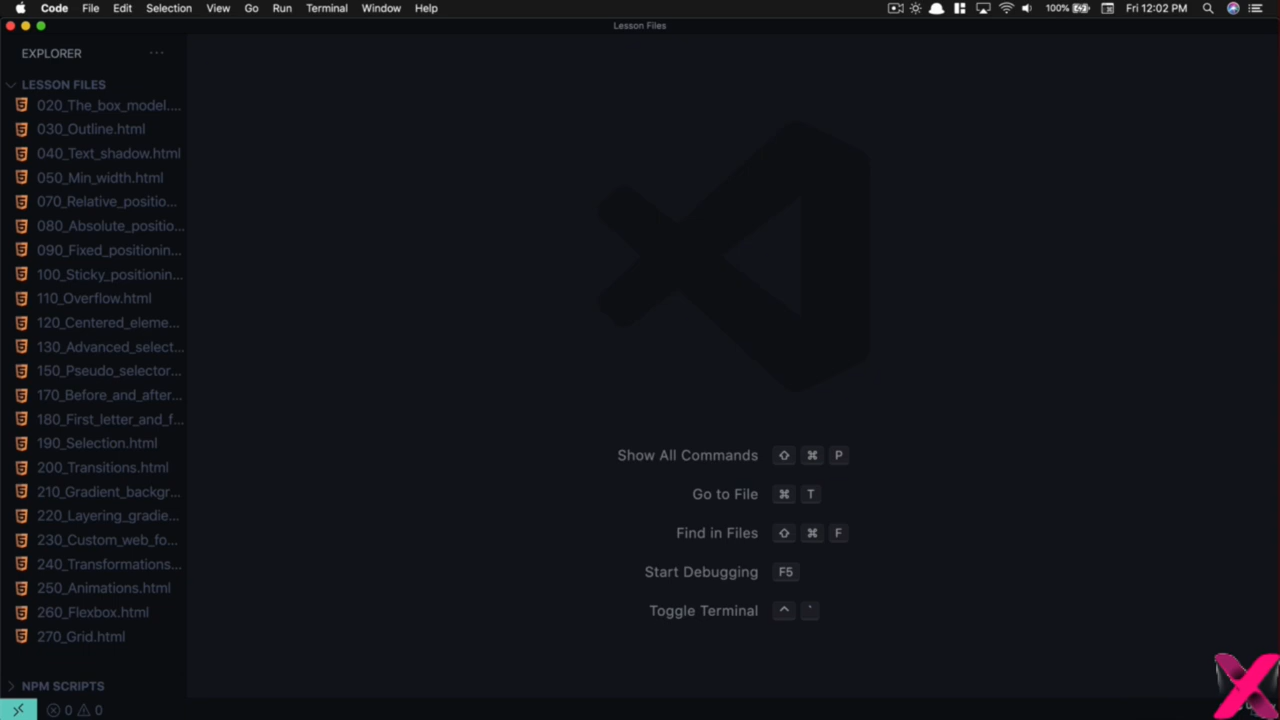 Code File Edit Selection View Go Run Terminal Window Help 100% Fri 12:02 PM
Lesson Files
EXPLORER ...
LESSON FILES
020_The_box_model....
030_Outline.html
040_Text_shadow.html
050_Min_width.html
070_Relative_positio...
080_Absolute_positio...
090_Fixed_positionin...
100_Sticky_positionin...
110_Overflow.html
120_Centered_eleme...
130_Advanced_select...
150_Pseudo_selector...
170_Before_and_after...
180_First_letter_and_f...
190_Selection.html
200_Transitions.html
210_Gradient_backgr...
220_Layering_gradie...
230_Custom_web_fo...
240_Transformations...
250_Animations.html
260_Flexbox.html
270_Grid.html
NPM SCRIPTS
0 0
Show All Commands ⇧ ⌘ P
Go to File ⌘ T
Find in Files ⇧ ⌘ F
Start Debugging F5
Toggle Terminal ^ `
X